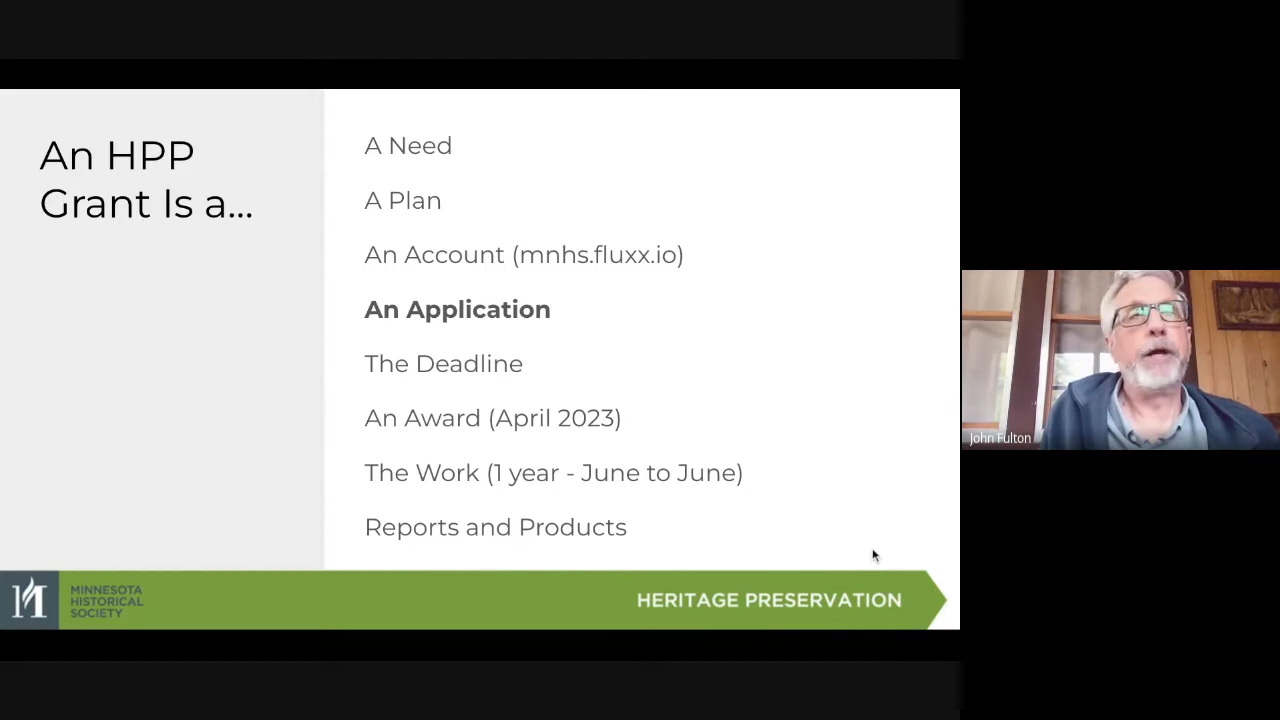 An HPP
Grant Is a...
A Need
A Plan
An Account (mnhs.fluxx.io)
An Application
The Deadline
An Award (April 2023)
The Work (1 year - June to June)
Reports and Products
MINNESOTA
HISTORICAL
SOCIETY
HERITAGE PRESERVATION
John Fulton